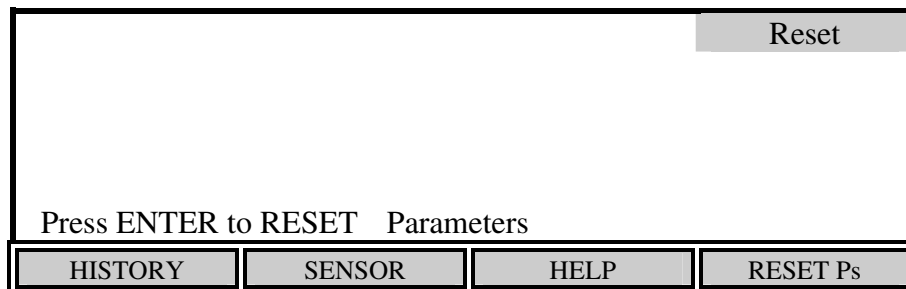 Reset
Press ENTER to RESET Parameters
HISTORY SENSOR HELP RESET Ps